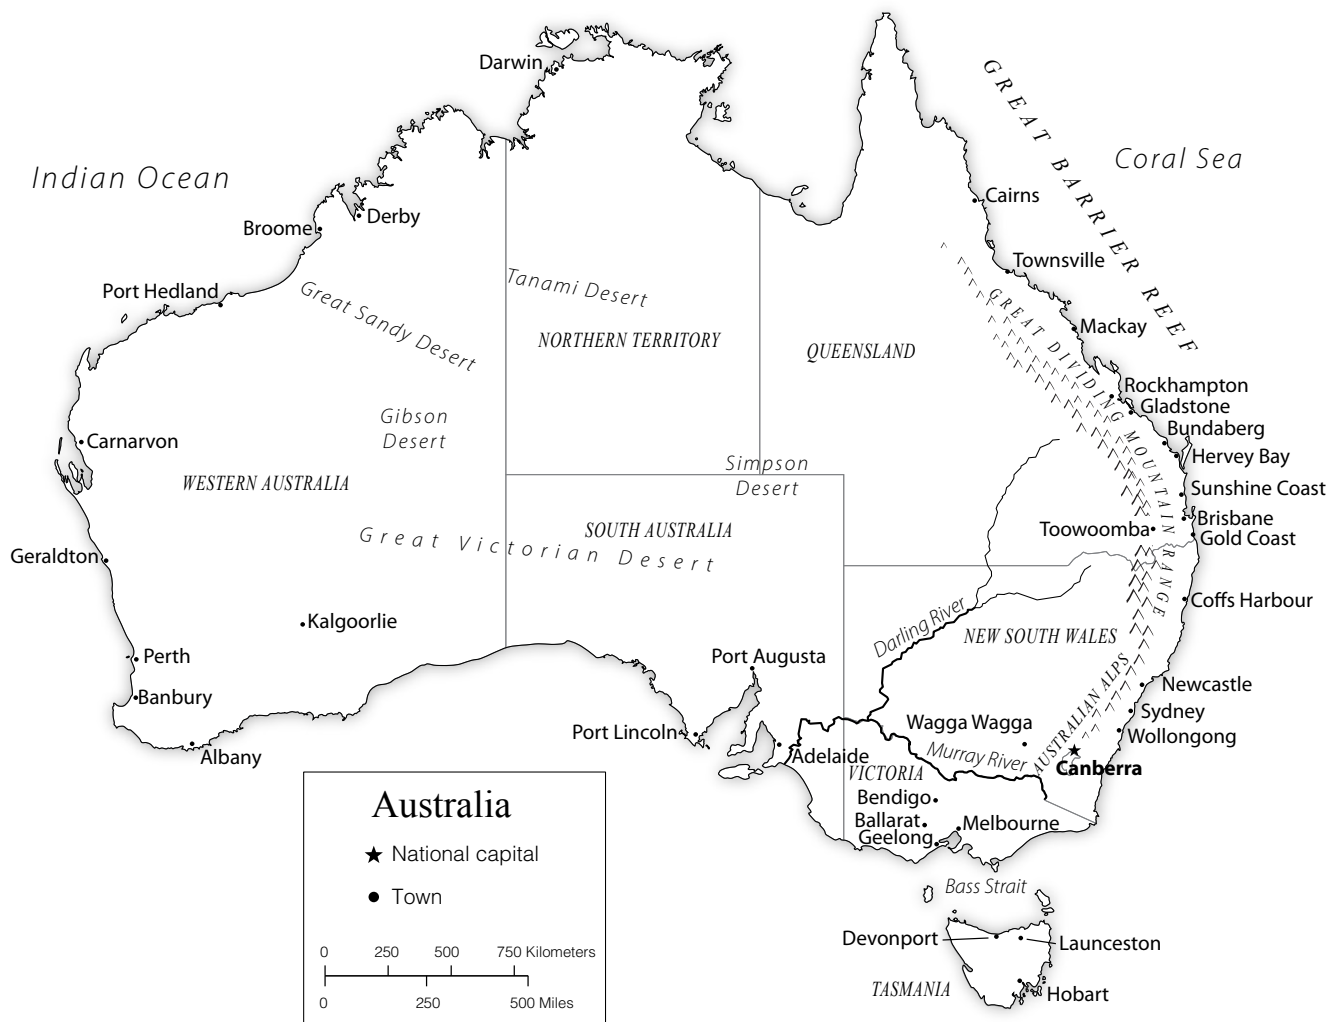 Darwin
GREAT BARRIER REEF
Coral Sea
Indian Ocean
Cairns
Derby
Broome
Townsville
Tanami Desert
Port Hedland
Great Sandy Desert
GREAT DIVIDING MOUNTAIN RANGE
Mackay
NORTHERN TERRITORY
QUEENSLAND
Rockhampton
Gladstone
Gibson
Desert
Bundaberg
Carnarvon
Hervey Bay
Simpson
Desert
WESTERN AUSTRALIA
Sunshine Coast
Brisbane
SOUTH AUSTRALIA
Toowoomba
Gold Coast
Great Victorian Desert
Geraldton
Coffs Harbour
Kalgoorlie
Darling River
NEW SOUTH WALES
Perth
Port Augusta
AUSTRALIAN ALPS
Newcastle
Banbury
Sydney
Wagga Wagga
Port Lincoln
Wollongong
Albany
Adelaide
Murray River
Canberra
VICTORIA
Bendigo
Ballarat
Melbourne
Geelong
Bass Strait
Devonport
Launceston
TASMANIA
Hobart
Australia
National capital
Town
0 250 500 750 Kilometers
0 250 500 Miles